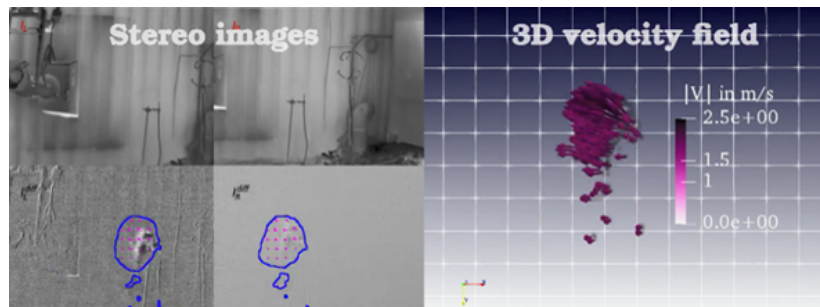 Stereo images
3D velocity field
|V| in m/s
2.5e+00
1.5
1
0.0e+00